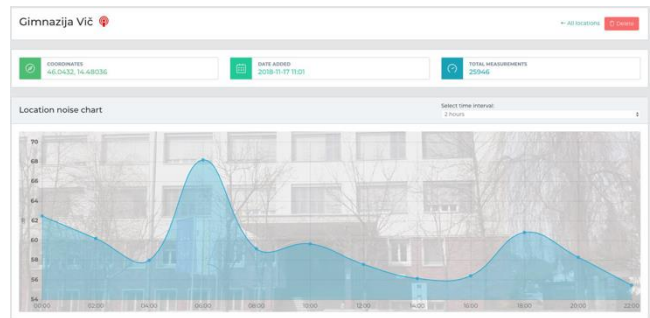 Gimnazija Vič
← All locations
Delete
COORDINATES
46.0432, 14.48036
DATE ADDED
2018-11-17 11:01
TOTAL MEASUREMENTS
25946
Location noise chart
Select time interval:
2 hours
70
68
66
64
62
60
58
56
54
00:00 02:00 04:00 06:00 08:00 10:00 12:00 14:00 16:00 18:00 20:00 22:00